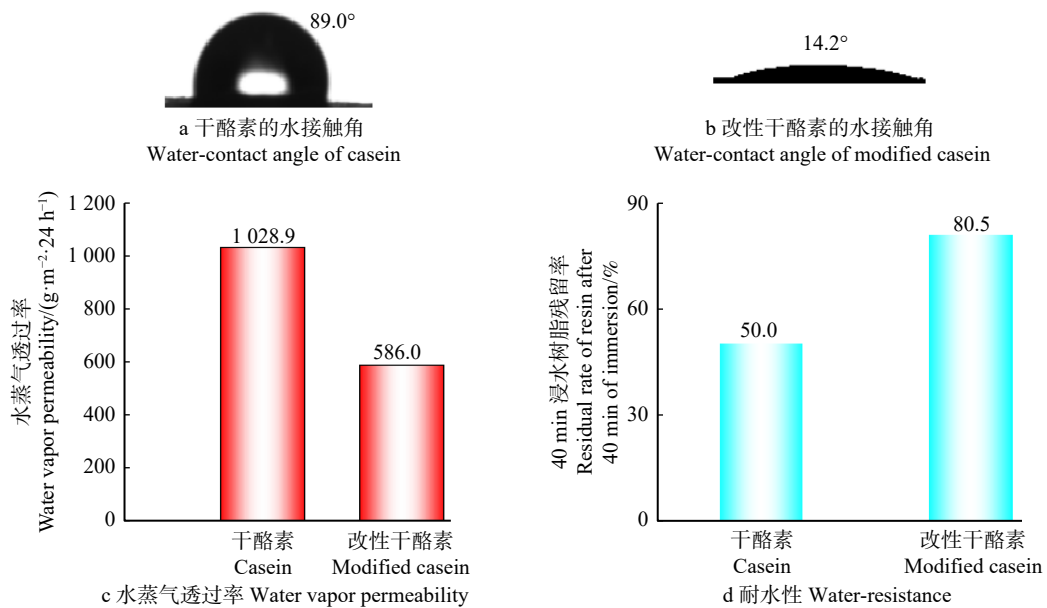 89.0°
14.2°
a 干酪素的水接触角
Water-contact angle of casein
b 改性干酪素的水接触角
Water-contact angle of modified casein
水蒸气透过率
Water vapor permeability/(g·m⁻²·24 h⁻¹)
1 200
1 000
800
600
400
200
0
1 028.9
586.0
干酪素
Casein
改性干酪素
Modified casein
c 水蒸气透过率 Water vapor permeability
40 min 浸水树脂残留率
Residual rate of resin after
40 min of immersion/%
90
60
30
0
50.0
80.5
干酪素
Casein
改性干酪素
Modified casein
d 耐水性 Water-resistance